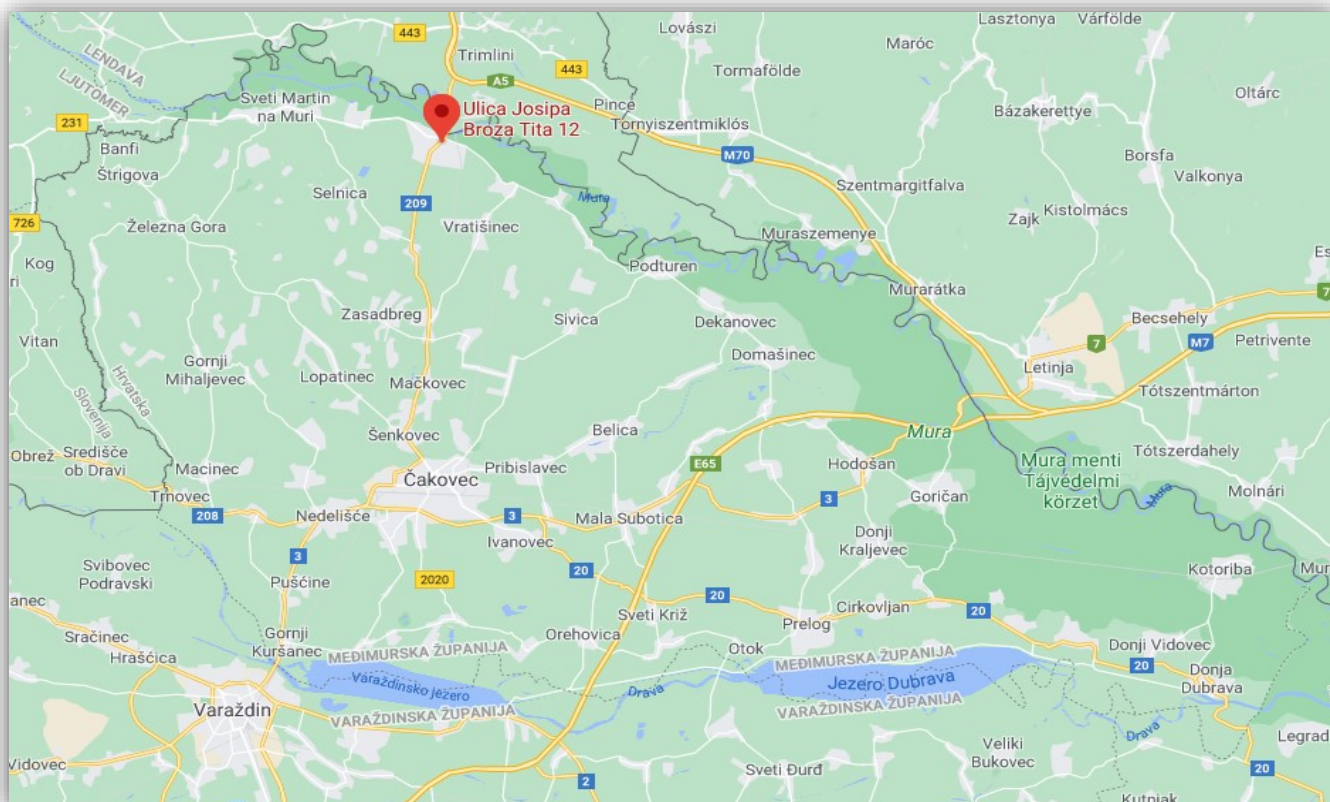 Lasztonya
Várfölde
443
Lovászi
Maróc
LENDAVA
LJUTOMER
Trimlini
443
Tormafölde
A5
Oltárc
Sveti Martin
na Muri
Ulica Josipa
Broza Tita 12
Pince
Bázakerettye
231
Tornyiszentmiklós
Banfi
Štrigova
M70
Borsfa
Valkonya
Selnica
Szentmargitfalva
209
Mura
726
Železna Gora
Vratišinec
Zajk
Kistolmács
Muraszemenye
Kog
Podturen
Es
ri
Murarátka
7
Zasadbreg
Sivica
Dekanovec
Becsehely
Vitan
Domašinec
7
M7
Petrivente
Gornji
Mihaljevec
Lopatinec
Mačkovec
Letinja
Hrvatska
Slovenija
Tótszentmárton
Šenkovec
Belica
Mura
Obrež
Središče
ob Dravi
Macinec
Pribislavec
E65
Hodošan
Mura menti
Tájvédelmi
körzet
Tótszerdahely
Čakovec
Trnovec
Goričan
Mura
Molnári
208
Nedelišće
3
Mala Subotica
3
Ivanovec
Donji
Kraljevec
3
Svibovec
Podravski
20
Kotoriba
Mur
Pušćine
2020
anec
Sveti Križ
20
Cirkovljan
20
Sračinec
Prelog
Gornji
Kuršanec
Orehovica
Hrašćica
Otok
Donji Vidovec
MEĐIMURSKA ŽUPANIJA
MEĐIMURSKA ŽUPANIJA
20
Donja
Dubrava
Varaždinsko jezero
Drava
Jezero Dubrava
Varaždin
VARAŽDINSKA ŽUPANIJA
VARAŽDINSKA ŽUPANIJA
Drava
Legrad
Veliki
Bukovec
Vidovec
2
Sveti Đurđ
20
Kutnjak